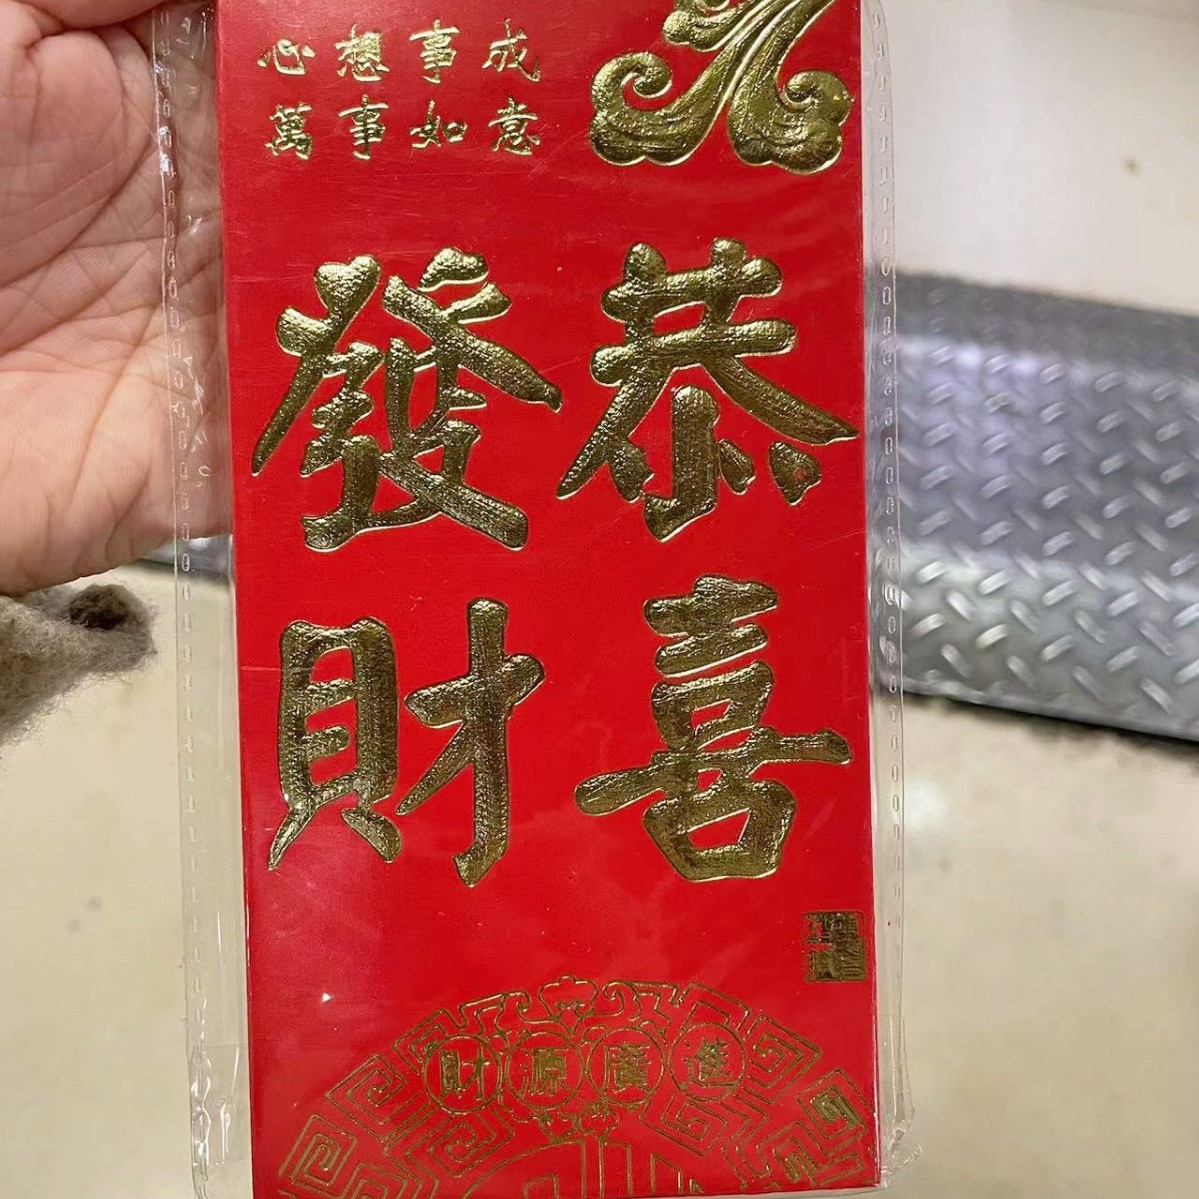 心想事成
萬事如意
恭喜
發財
財源廣進